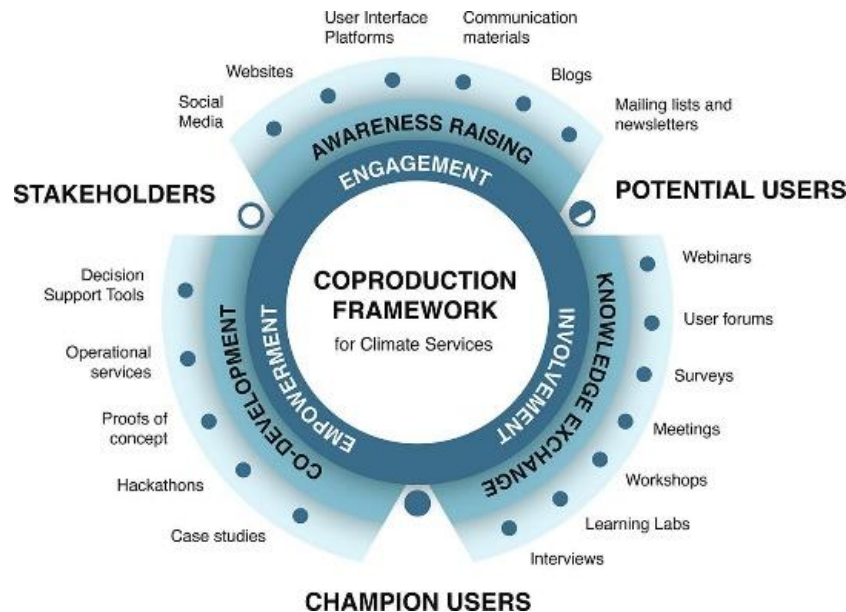 User Interface
Platforms
Communication
materials
Websites
Blogs
Social
Media
Mailing lists and
newsletters
AWARENESS RAISING
ENGAGEMENT
STAKEHOLDERS
POTENTIAL USERS
COPRODUCTION
FRAMEWORK
for Climate Services
INVOLVEMENT
KNOWLEDGE EXCHANGE
Webinars
User forums
Surveys
Meetings
Workshops
Learning Labs
Interviews
EMPOWERMENT
CO-DEVELOPMENT
Decision
Support Tools
Operational
services
Proofs of
concept
Hackathons
Case studies
CHAMPION USERS